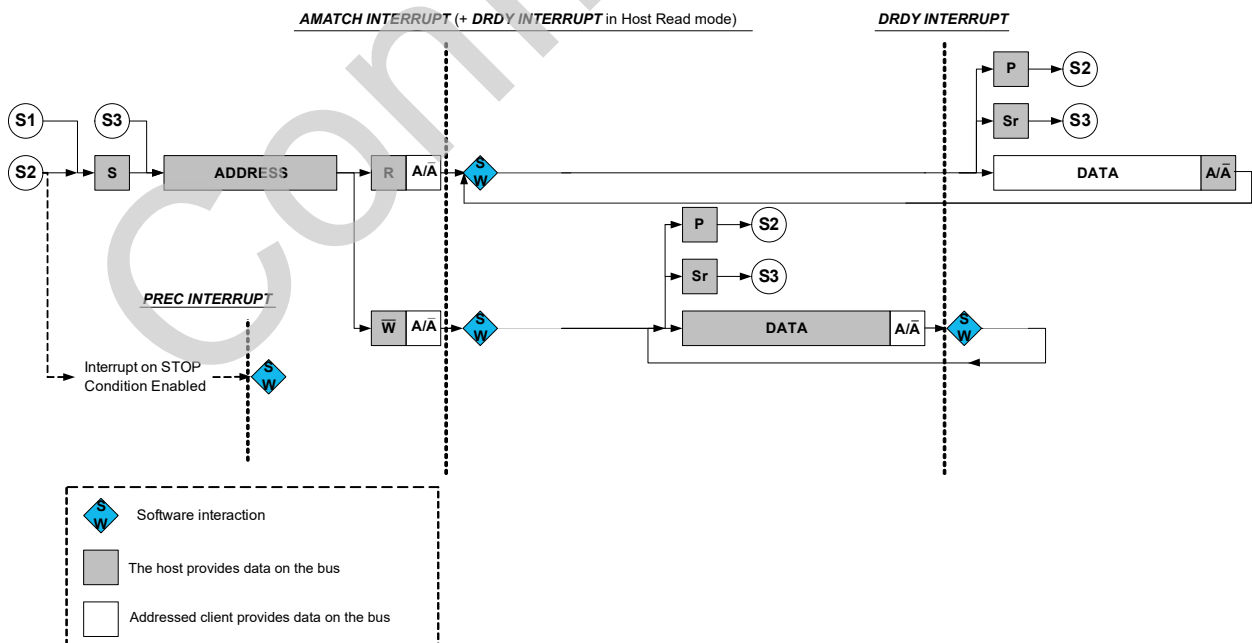 AMATCH INTERRUPT (+ DRDY INTERRUPT in Host Read mode)
DRDY INTERRUPT
P
S2
S1
S3
Sr
S3
S2
S
ADDRESS
R
A/A̅
S
W
DATA
A/A̅
P
S2
Sr
S3
PREC INTERRUPT
W̅
A/A̅
S
W
DATA
A/A̅
S
W
Interrupt on STOP
Condition Enabled
S
W
S
W
Software interaction
The host provides data on the bus
Addressed client provides data on the bus